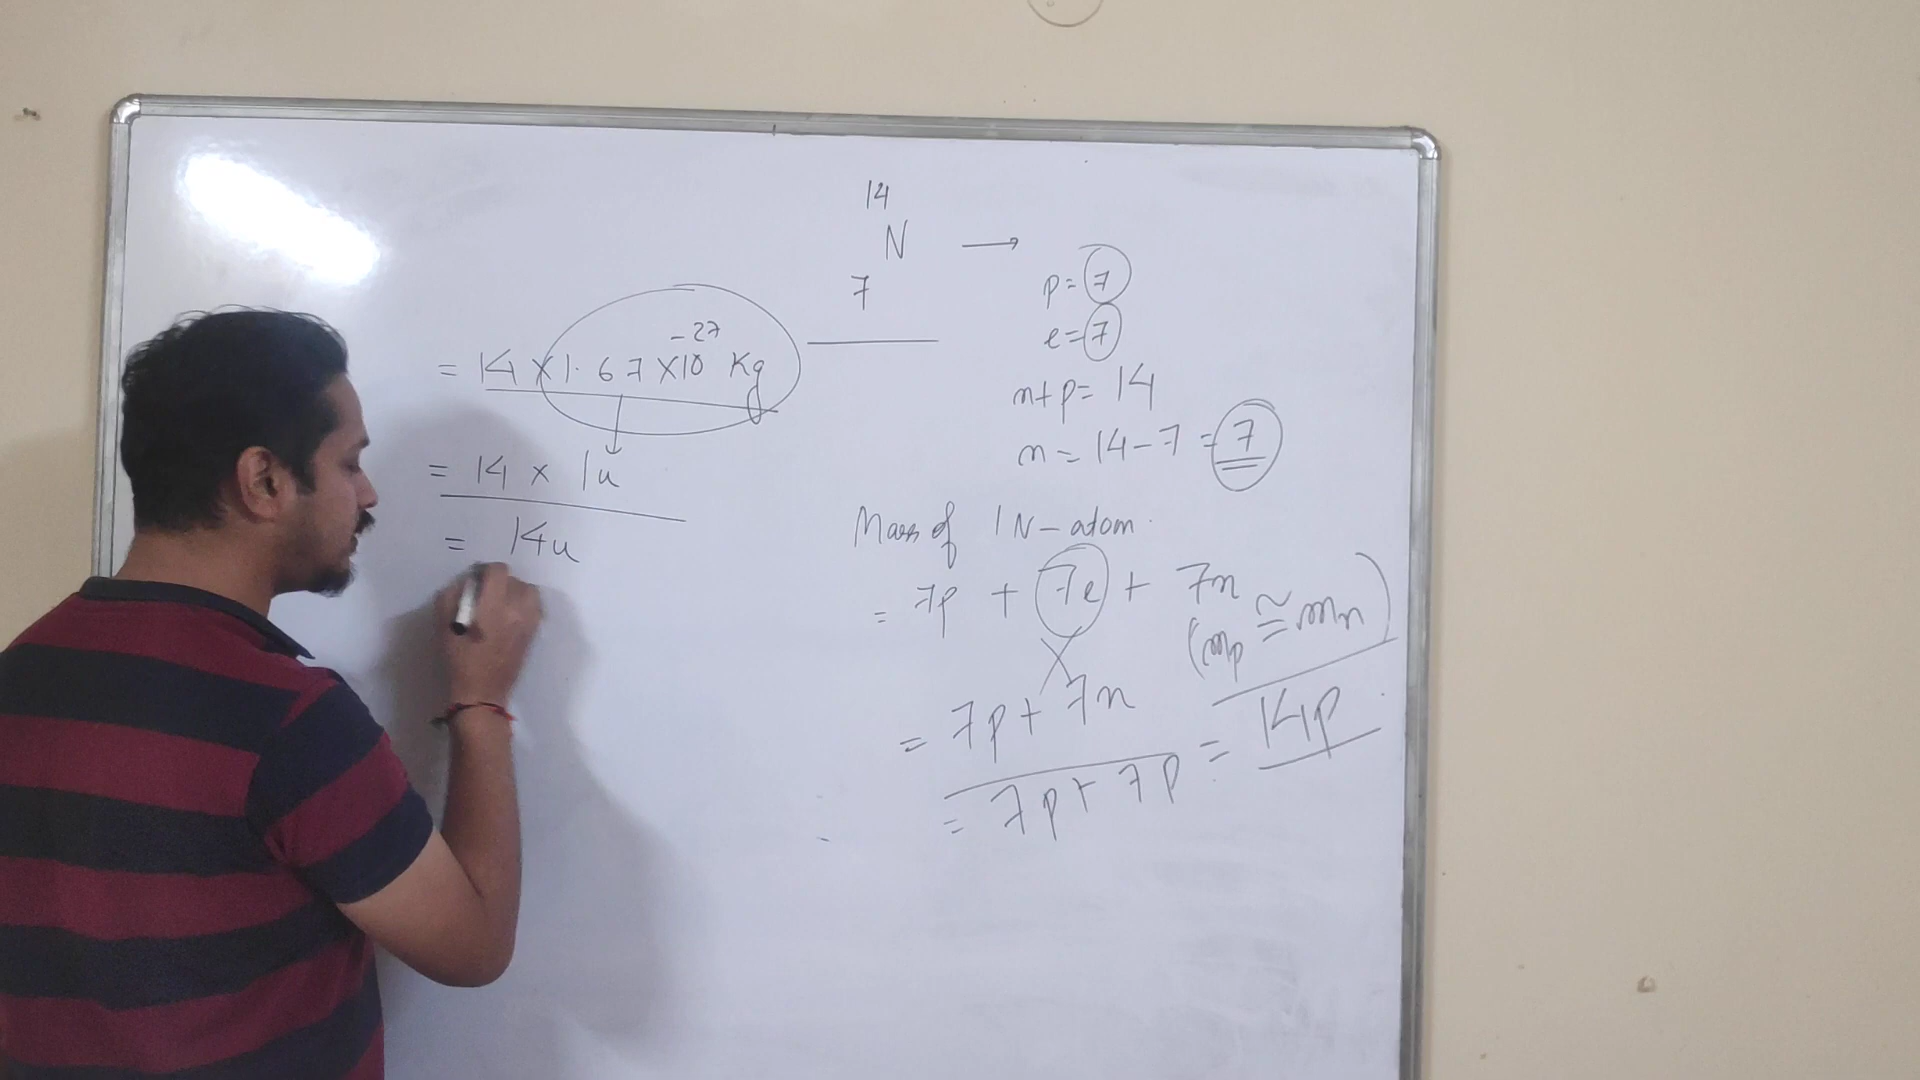 14
N →
7
p = 7
e = 7
n + p = 14
n = 14 - 7 = 7
Mass of 1 N - atom.
= 7p + 7e + 7n
(mp ≅ mn)
= 7p + 7n
= 7p + 7p = 14p
= 14 × 1.67 × 10⁻²⁷ Kg
= 14 × 1u
= 14u